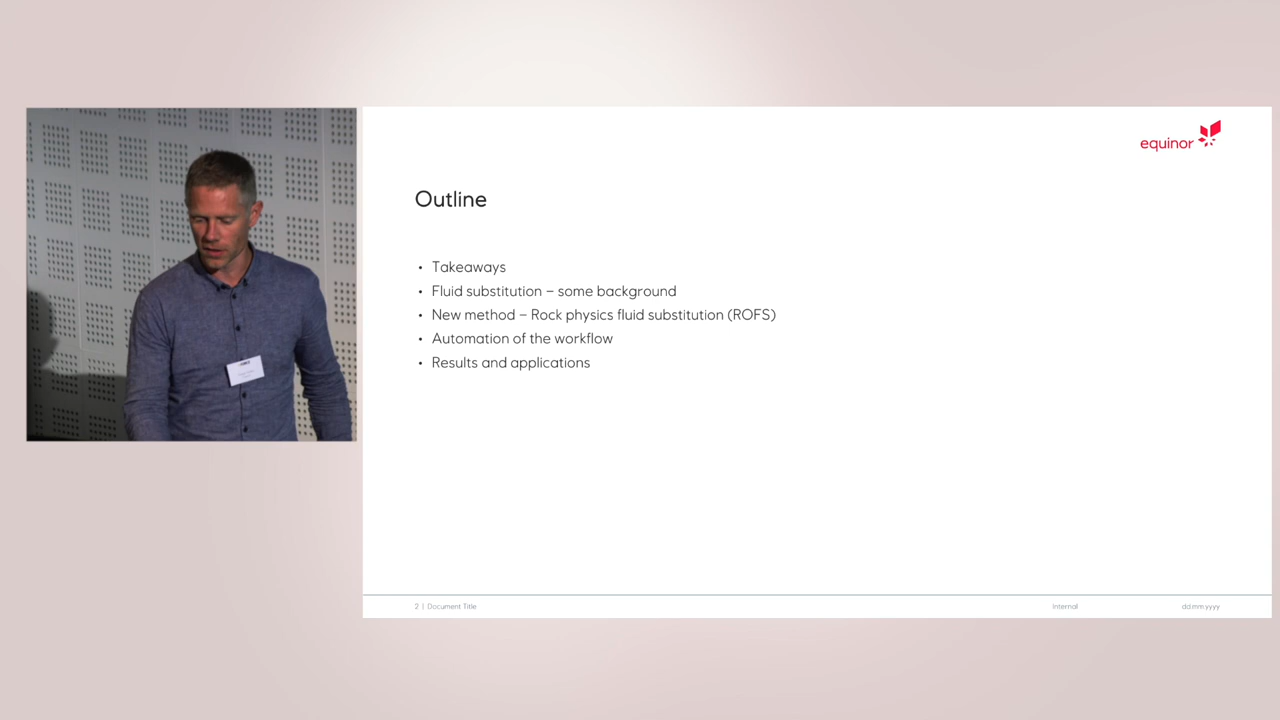 equinor
Outline
• Takeaways
• Fluid substitution – some background
• New method – Rock physics fluid substitution (ROFS)
• Automation of the workflow
• Results and applications
2 | Document Title
Internal
dd.mm.yyyy